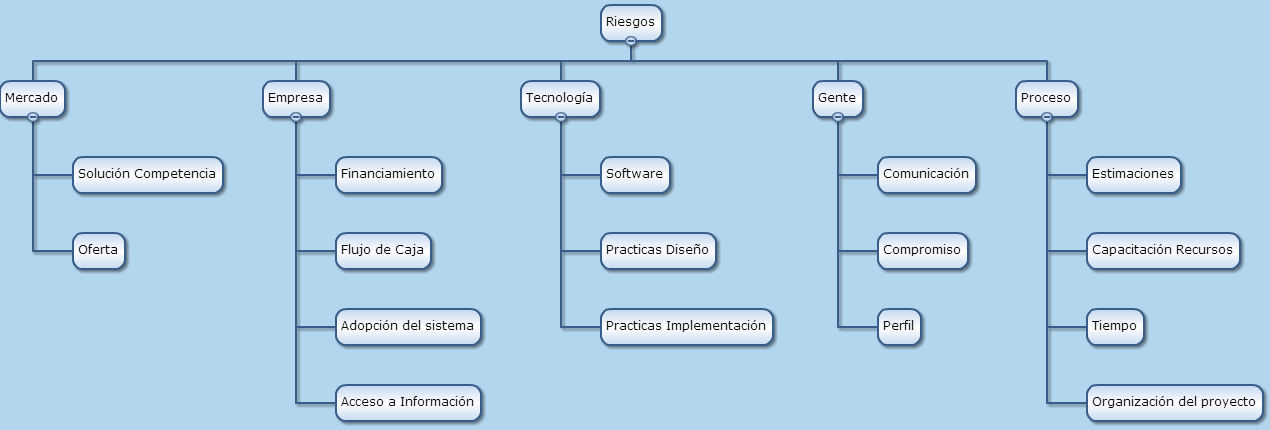 Riesgos
Mercado
Empresa
Tecnología
Gente
Proceso
Solución Competencia
Financiamiento
Software
Comunicación
Estimaciones
Oferta
Flujo de Caja
Practicas Diseño
Compromiso
Capacitación Recursos
Adopción del sistema
Practicas Implementación
Perfil
Tiempo
Acceso a Información
Organización del proyecto